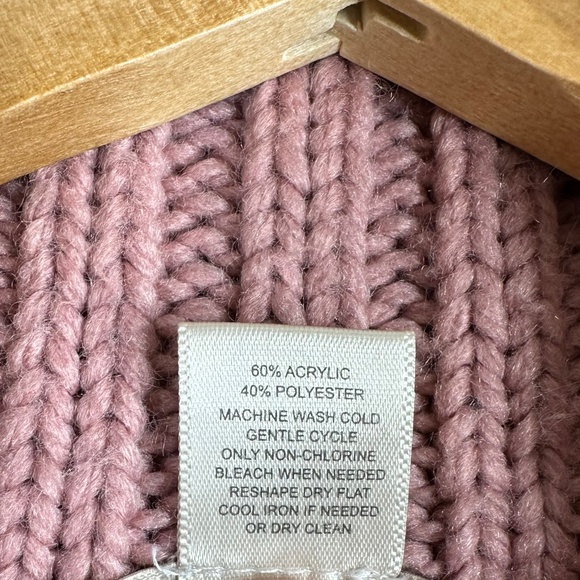 60% ACRYLIC
40% POLYESTER
MACHINE WASH COLD
GENTLE CYCLE
ONLY NON-CHLORINE
BLEACH WHEN NEEDED
RESHAPE DRY FLAT
COOL IRON IF NEEDED
OR DRY CLEAN